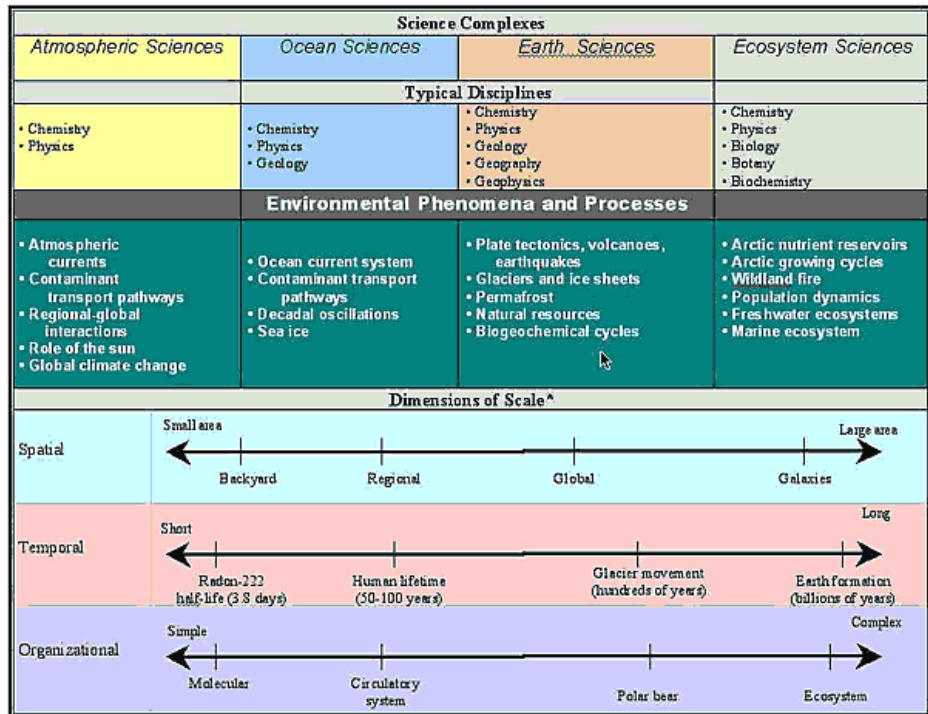 Science Complexes
Atmospheric Sciences
Ocean Sciences
Earth Sciences
Ecosystem Sciences
Typical Disciplines
• Chemistry
• Physics
• Chemistry
• Physics
• Geology
• Chemistry
• Physics
• Geology
• Geography
• Geophysics
• Chemistry
• Physics
• Biology
• Botany
• Biochemistry
Environmental Phenomena and Processes
• Atmospheric
currents
• Contaminant
transport pathways
• Regional-global
interactions
• Role of the sun
• Global climate change
• Ocean current system
• Contaminant transport
pathways
• Decadal oscillations
• Sea ice
• Plate tectonics, volcanoes,
earthquakes
• Glaciers and ice sheets
• Permafrost
• Natural resources
• Biogeochemical cycles
• Arctic nutrient reservoirs
• Arctic growing cycles
• Wildland fire
• Population dynamics
• Freshwater ecosystems
• Marine ecosystem
Dimensions of Scale^
Spatial
Small area
Large area
Backyard
Regional
Global
Galaxies
Temporal
Short
Long
Radon-222
half-life (3.8 days)
Human lifetime
(50-100 years)
Glacier movement
(hundreds of years)
Earth formation
(billions of years)
Organizational
Simple
Complex
Molecular
Circulatory
system
Polar bear
Ecosystem